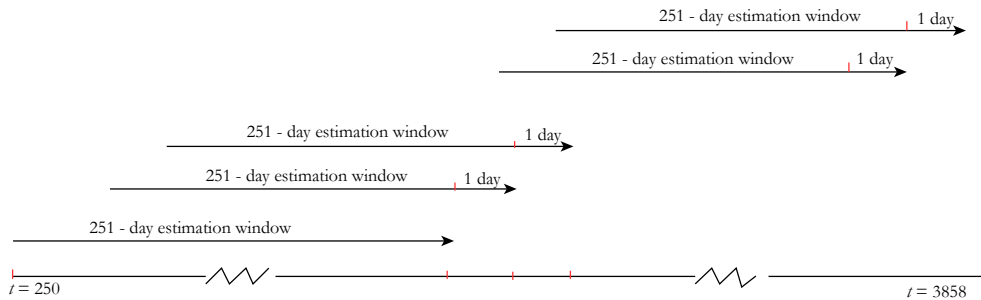 251 - day estimation window 1 day
251 - day estimation window 1 day
251 - day estimation window 1 day
251 - day estimation window 1 day
251 - day estimation window
t = 250
t = 3858